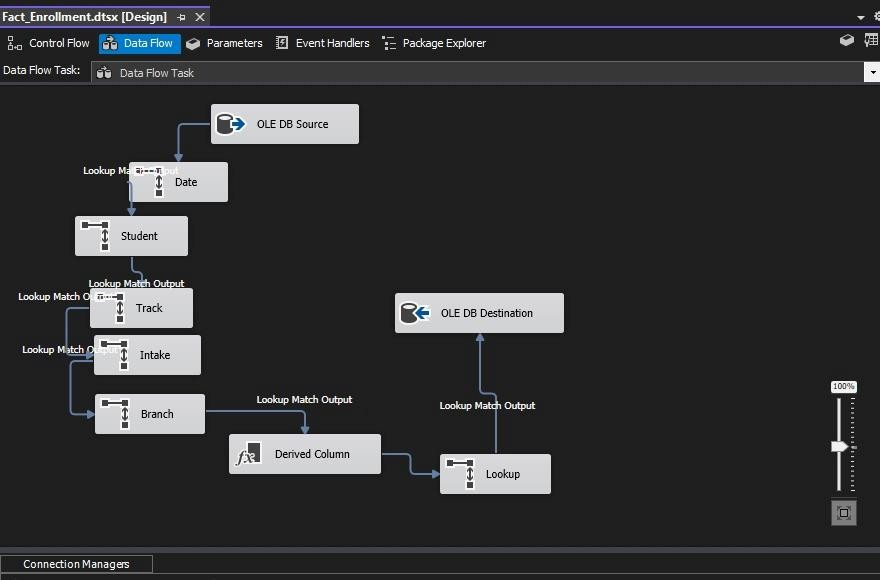 Fact_Enrollment.dtsx [Design]
Control Flow Data Flow Parameters Event Handlers Package Explorer
Data Flow Task: Data Flow Task
OLE DB Source
Lookup Match Output
Date
Student
Lookup Match Output
Lookup Match Output
Track
OLE DB Destination
Lookup Match Output
Intake
100%
Lookup Match Output
Lookup Match Output
Branch
Derived Column
Lookup
Connection Managers